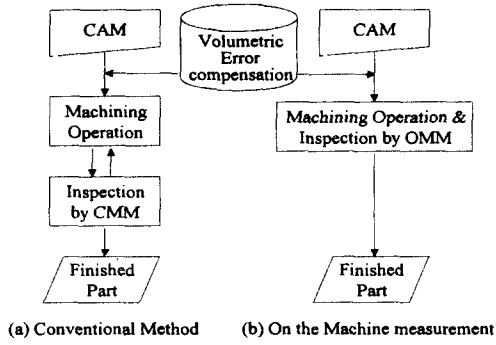 CAM
Volumetric
Error
compensation
CAM
Machining
Operation
Machining Operation &
Inspection by OMM
Inspection
by CMM
Finished
Part
Finished
Part
(a) Conventional Method
(b) On the Machine measurement